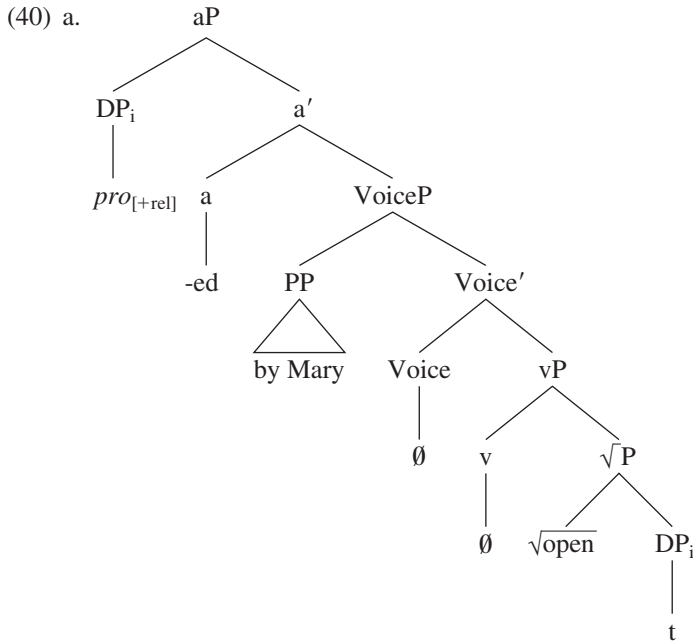 (40) a. aP
DPᵢ a′
pro[+rel] a VoiceP
-ed PP Voice′
by Mary Voice vP
∅ v √P
∅ √open DPᵢ
t